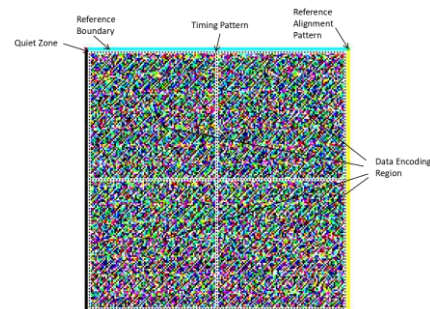 Reference
Boundary
Timing Pattern
Reference
Alignment
Pattern
Quiet Zone
Data Encoding
Region